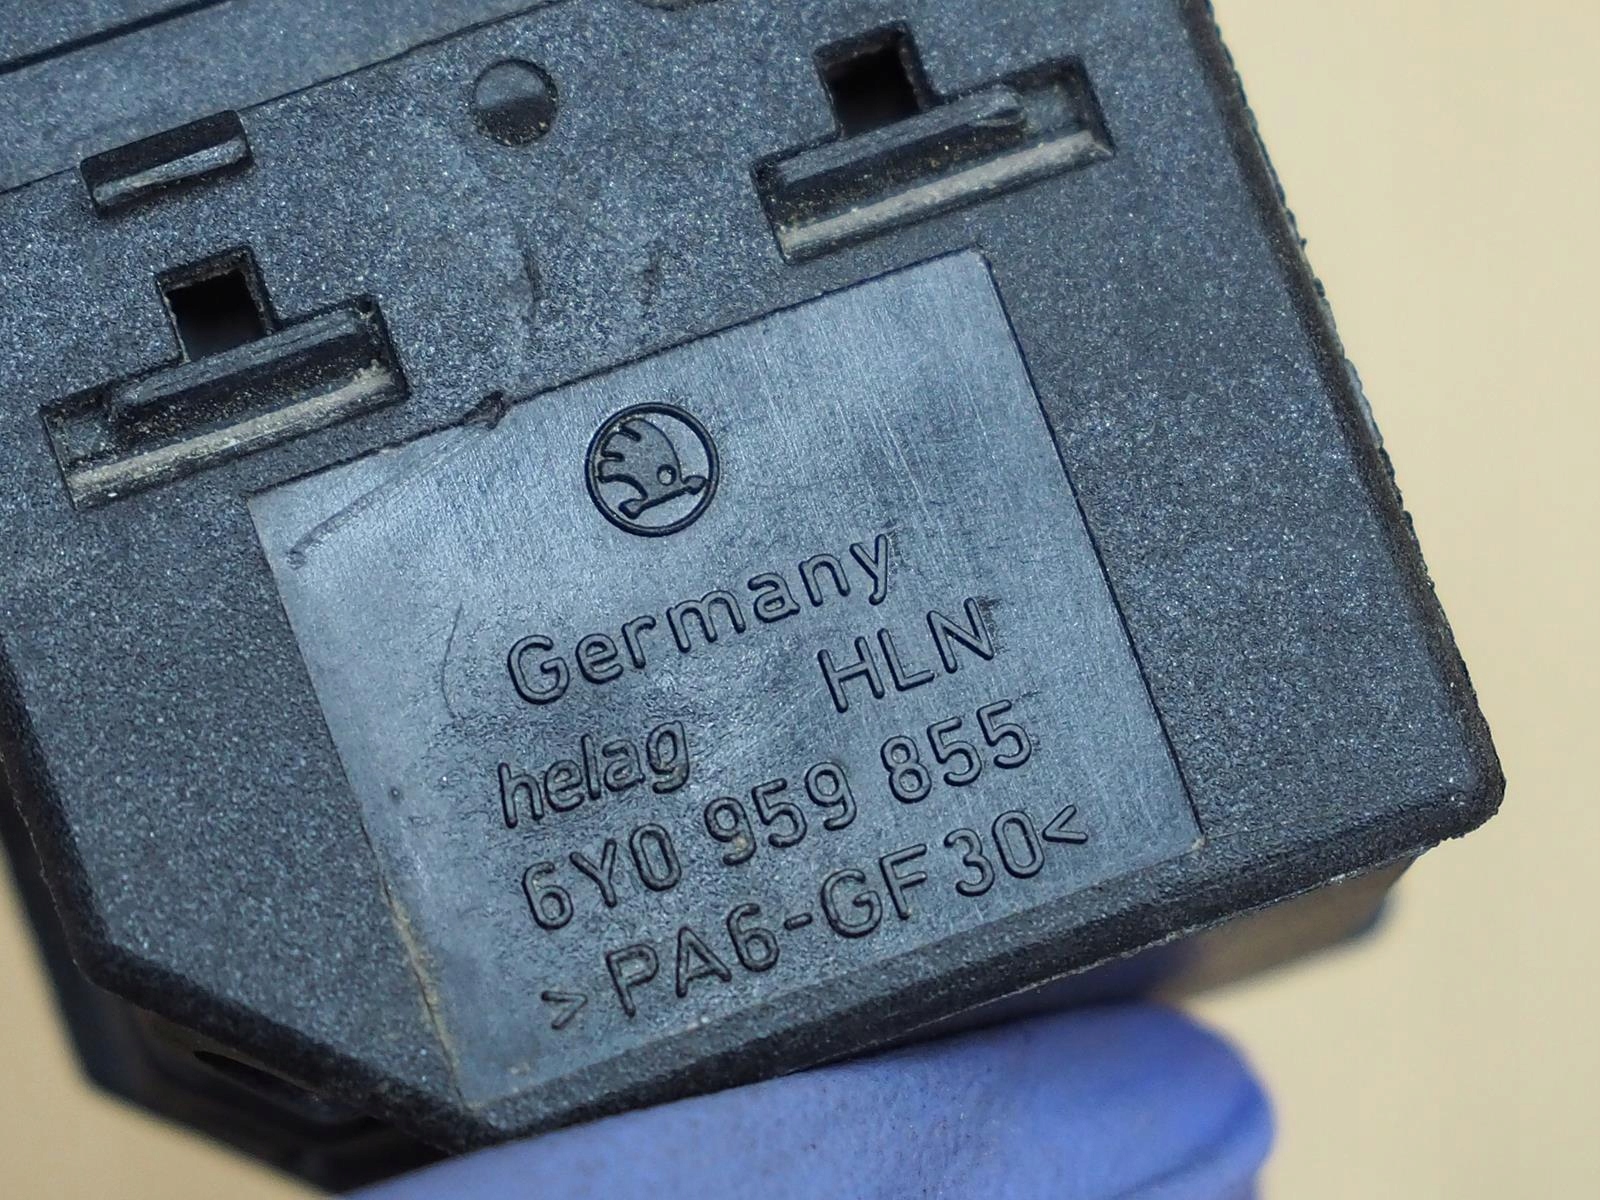 Germany
HLN
helag
6Y0 959 855
>PA6-GF30<